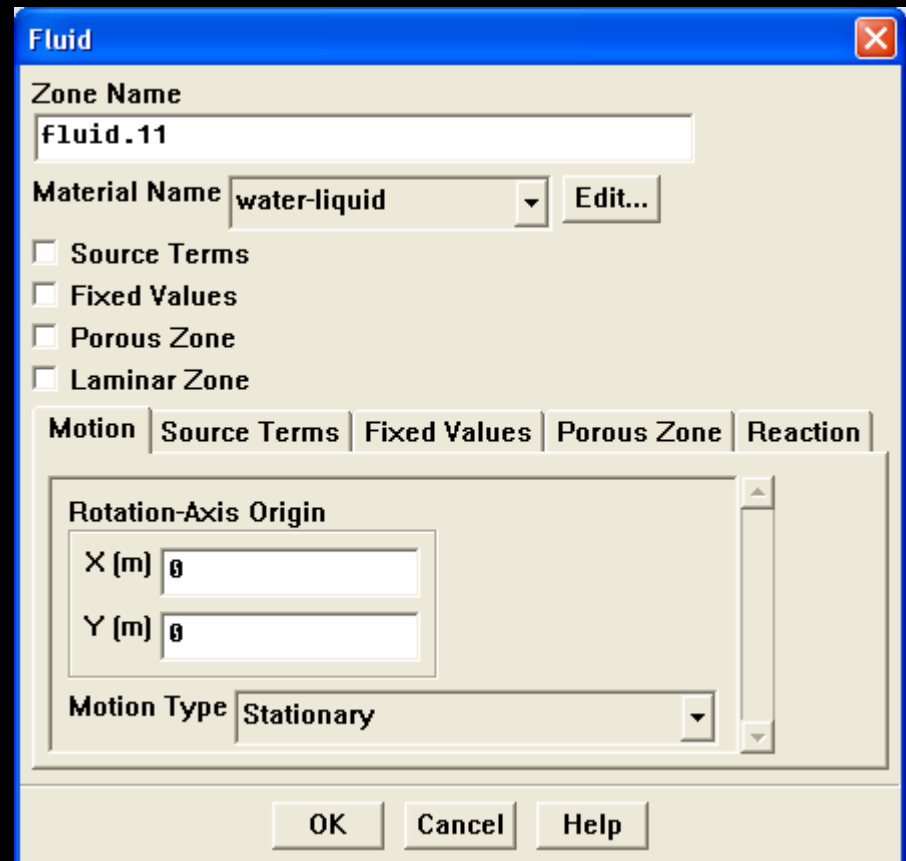 Fluid
Zone Name
fluid.11
Material Name water-liquid Edit...
Source Terms
Fixed Values
Porous Zone
Laminar Zone
Motion Source Terms Fixed Values Porous Zone Reaction
Rotation-Axis Origin
X (m) 0
Y (m) 0
Motion Type Stationary
OK Cancel Help